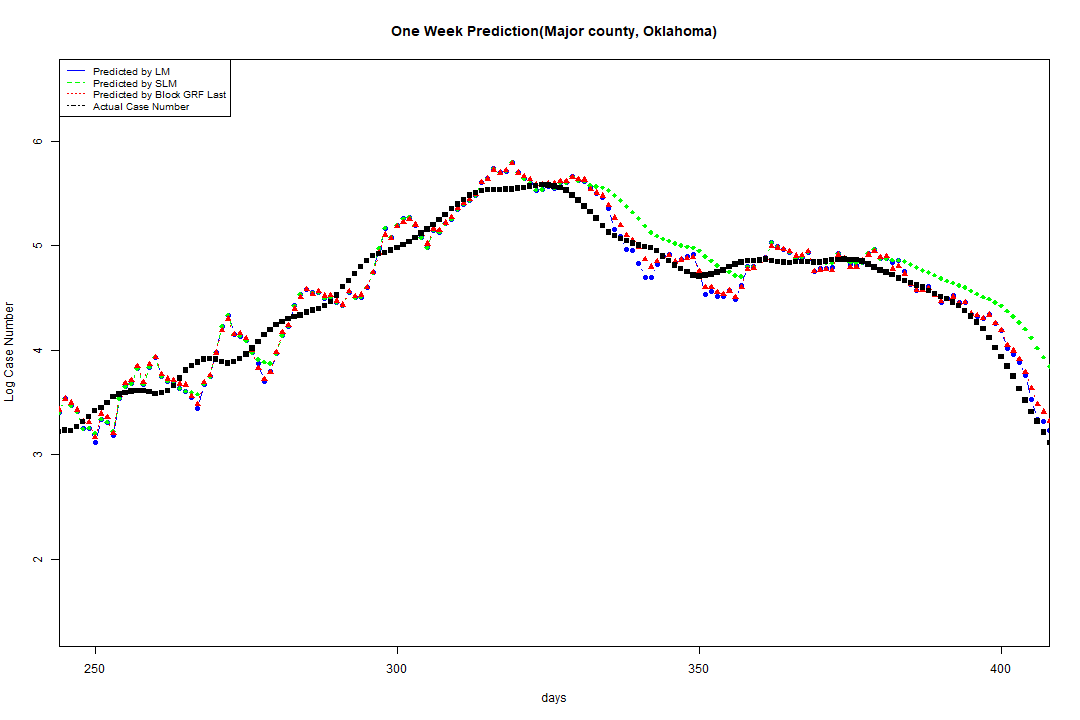 One Week Prediction(Major county, Oklahoma)
Predicted by LM
Predicted by SLM
Predicted by Block GRF Last
Actual Case Number
6
5
4
3
2
Log Case Number
250 300 350 400
days